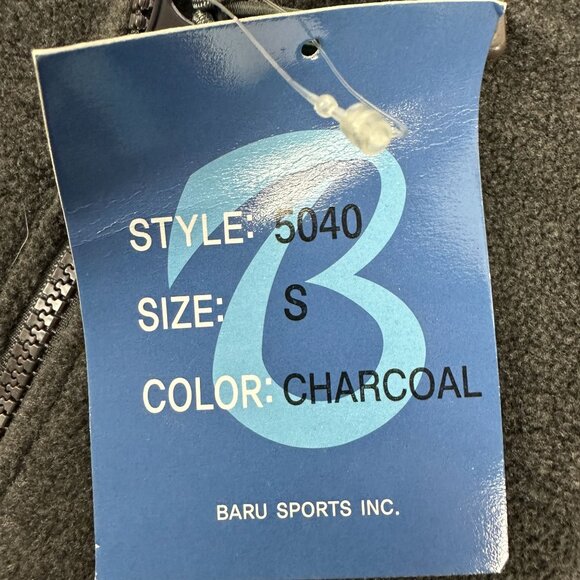 B
STYLE: 5040
SIZE: S
COLOR: CHARCOAL
BARU SPORTS INC.